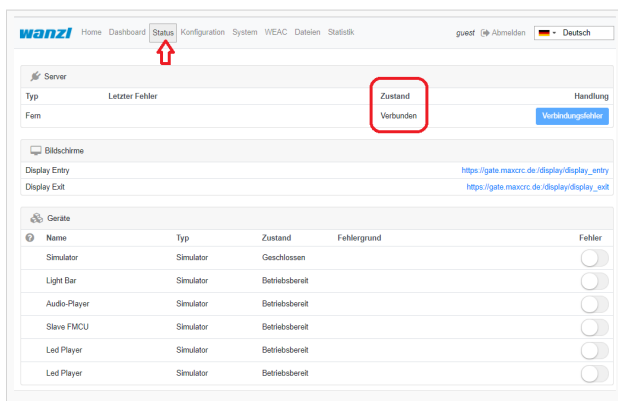 wanzl Home Dashboard Status Konfiguration System WEAC Dateien Statistik guest Abmelden Deutsch
Server
Typ Letzter Fehler Zustand Handlung
Fern Verbunden Verbindungsfehler
Bildschirme
Display Entry https://gate.maxcrc.de:/display/display_entry
Display Exit https://gate.maxcrc.de:/display/display_exit
Geräte
? Name Typ Zustand Fehlergrund Fehler
Simulator Simulator Geschlossen
Light Bar Simulator Betriebsbereit
Audio-Player Simulator Betriebsbereit
Slave FMCU Simulator Betriebsbereit
Led Player Simulator Betriebsbereit
Led Player Simulator Betriebsbereit